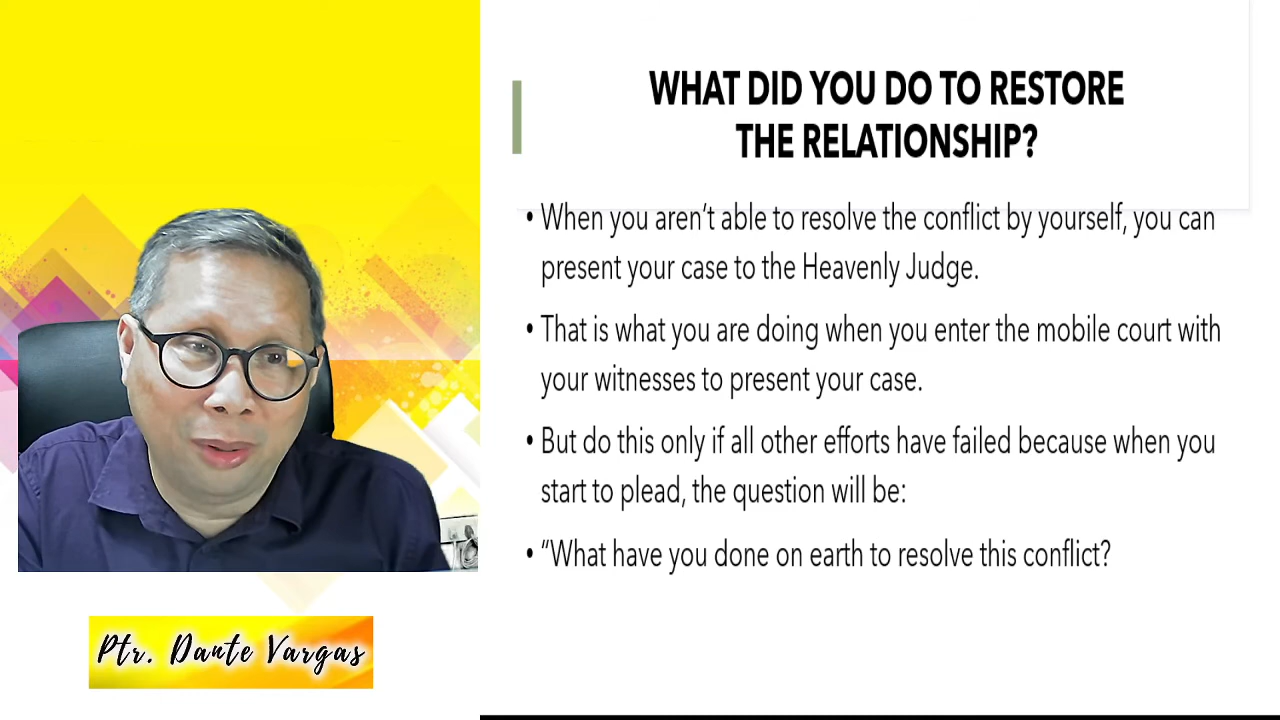 WHAT DID YOU DO TO RESTORE
THE RELATIONSHIP?
• When you aren’t able to resolve the conflict by yourself, you can
present your case to the Heavenly Judge.
• That is what you are doing when you enter the mobile court with
your witnesses to present your case.
• But do this only if all other efforts have failed because when you
start to plead, the question will be:
• “What have you done on earth to resolve this conflict?
Ptr. Dante Vargas